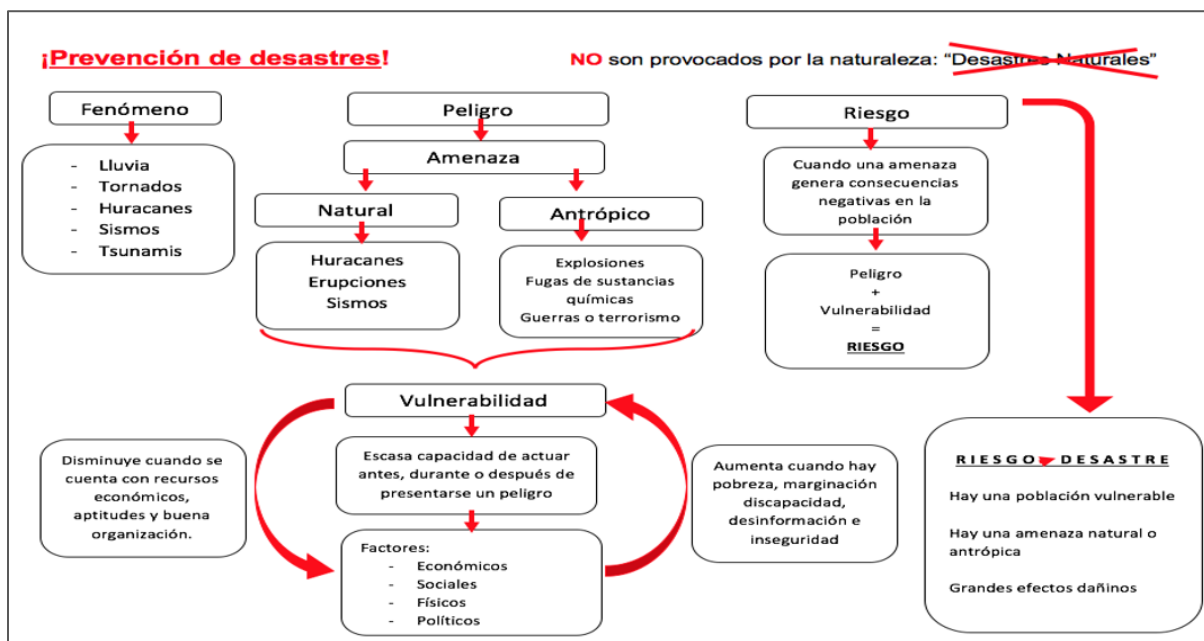 ¡Prevención de desastres!
NO son provocados por la naturaleza: “Desastres Naturales”
Fenómeno
- Lluvia
- Tornados
- Huracanes
- Sismos
- Tsunamis
Peligro
Amenaza
Natural
Huracanes
Erupciones
Sismos
Antrópico
Explosiones
Fugas de sustancias
químicas
Guerras o terrorismo
Riesgo
Cuando una amenaza
genera consecuencias
negativas en la
población
Peligro
+
Vulnerabilidad
=
RIESGO
Vulnerabilidad
Disminuye cuando se
cuenta con recursos
económicos,
aptitudes y buena
organización.
Escasa capacidad de actuar
antes, durante o después de
presentarse un peligro
Factores:
- Económicos
- Sociales
- Físicos
- Políticos
Aumenta cuando hay
pobreza, marginación
discapacidad,
desinformación e
inseguridad
RIESGO DESASTRE
Hay una población vulnerable
Hay una amenaza natural o
antrópica
Grandes efectos dañinos